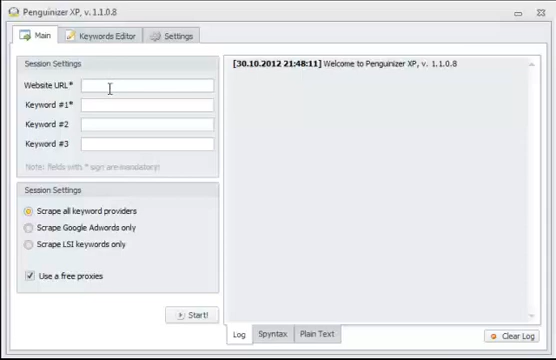 Penguinizer XP, v. 1.1.0.8
Main
Keywords Editor
Settings
Session Settings
Website URL*
Keyword #1*
Keyword #2
Keyword #3
Note: fields with * sign are mandatory!
Session Settings
Scrape all keyword providers
Scrape Google Adwords only
Scrape LSI keywords only
Use a free proxies
Start!
[30.10.2012 21:48:11] Welcome to Penguinizer XP, v. 1.1.0.8
Log
Spyntax
Plain Text
Clear Log